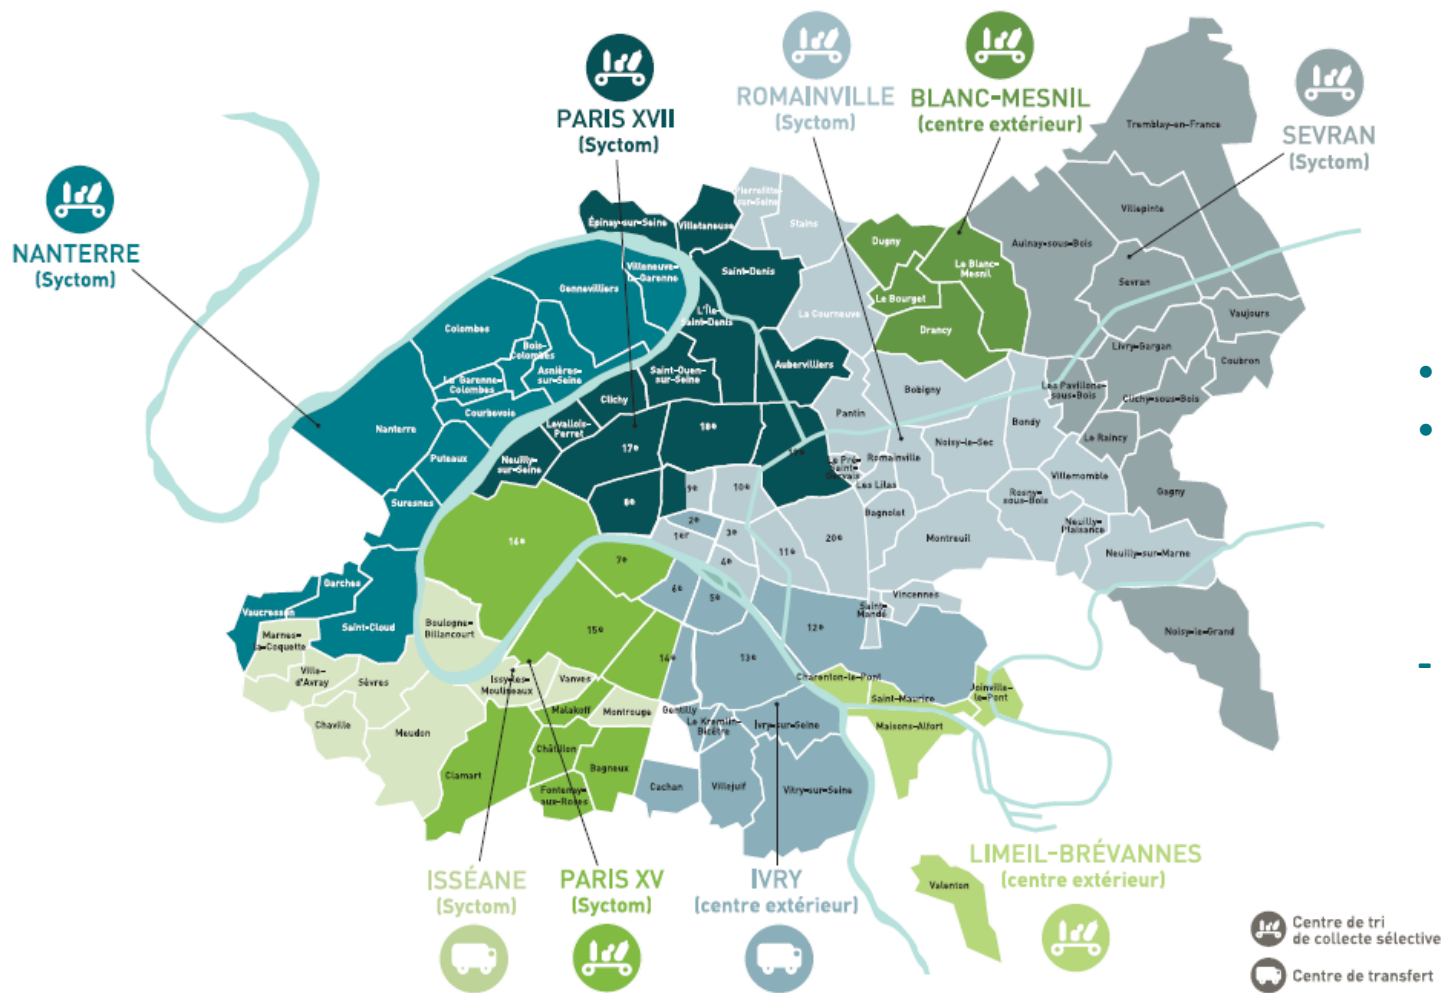 PARIS XVII
(Syctom)
ROMAINVILLE
(Syctom)
BLANC-MESNIL
(centre extérieur)
SEVRAN
(Syctom)
NANTERRE
(Syctom)
Tremblay-en-France
Villepinte
Aulnay-sous-Bois
Sevran
Vaujours
Livry-Gargan
Coubron
Les Pavillons-
sous-Bois
Clichy-sous-Bois
Le Raincy
Gagny
Noisy-le-Grand
Pierrefitte-
sur-Seine
Stains
La Courneuve
Dugny
Le Blanc-
Mesnil
Le Bourget
Drancy
Épinay-sur-Seine
Villetaneuse
Saint-Denis
L'Île-
Saint-Denis
Aubervilliers
Saint-Ouen-
sur-Seine
Clichy
Levallois-
Perret
Neuilly-
sur-Seine
17e
18e
19e
8e
Villeneuve-
la-Garenne
Gennevilliers
Colombes
Bois-
Colombes
Asnières-
sur-Seine
La Garenne-
Colombes
Courbevoie
Nanterre
Puteaux
Suresnes
Garches
Vaucresson
Saint-Cloud
Bobigny
Pantin
Bondy
Noisy-le-Sec
Romainville
Le Pré-
Saint-
Gervais
Les Lilas
Bagnolet
Montreuil
Rosny-
sous-Bois
Villemomble
Neuilly-
Plaisance
Neuilly-sur-Marne
Vincennes
Saint-
Mandé
9e
10e
2e
1er
3e
4e
11e
20e
16e
7e
6e
5e
15e
14e
13e
12e
Marnes-
la-Coquette
Ville-
d'Avray
Sèvres
Chaville
Meudon
Boulogne-
Billancourt
Issy-les-
Moulineaux
Vanves
Malakoff
Montrouge
Châtillon
Clamart
Bagneux
Fontenay-
aux-Roses
Gentilly
Le Kremlin-
Bicêtre
Ivry-sur-Seine
Cachan
Villejuif
Vitry-sur-Seine
Charenton-le-Pont
Saint-Maurice
Joinville-
le-Pont
Maisons-Alfort
Valenton
ISSÉANE
(Syctom)
PARIS XV
(Syctom)
IVRY
(centre extérieur)
LIMEIL-BRÉVANNES
(centre extérieur)
Centre de tri
de collecte sélective
Centre de transfert